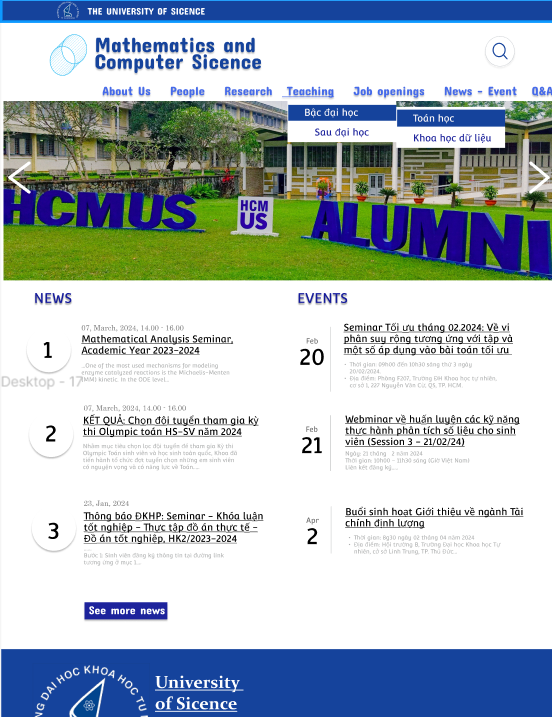 THE UNIVERSITY OF SICENCE
Mathematics and
Computer Sicence
About Us People Research Teaching Job openings News - Event Q&A
Bậc đại học
Toán học
Sau đại học
Khoa học dữ liệu
HCMUS
HCM
US
ALUMNI
NEWS
EVENTS
07, March, 2024, 14.00 - 16.00
1
Mathematical Analysis Seminar,
Academic Year 2023-2024
...One of the most used mechanisms for modeling
enzyme catalyzed reactions is the Michaelis-Menten
(MM) kinetic. In the ODE level...
Desktop - 17
Feb
20
Seminar Tối ưu tháng 02.2024: Về vi
phân suy rộng tương ứng với tập và
một số áp dụng vào bài toán tối ưu
• Thời gian: 09h00 đến 10h30 sáng thứ 3 ngày
20/02/2024.
• Địa điểm: Phòng F207, Trường ĐH Khoa học tự nhiên,
cơ sở 1, 227 Nguyễn Văn Cừ, Q5, TP. HCM.
07, March, 2024, 14.00 - 16.00
2
KẾT QUẢ: Chọn đội tuyển tham gia kỳ
thi Olympic toán HS-SV năm 2024
Nhằm mục tiêu chọn lọc đội tuyển để tham gia Kỳ thi
Olympic Toán sinh viên và học sinh toàn quốc, Khoa đã
tiến hành tổ chức đợt tuyển chọn những em sinh viên
có nguyện vọng và có năng lực về Toán....
Feb
21
Webminar về huấn luyện các kỹ năng
thực hành phân tích số liệu cho sinh
viên (Session 3 - 21/02/24)
Ngày: 21 tháng 2 năm 2024
Thời gian: 10h00 - 11h30 sáng (Giờ Việt Nam)
Liên kết đăng ký....
23, Jan, 2024
3
Thông báo ĐKHP: Seminar - Khóa luận
tốt nghiệp - Thực tập đồ án thực tế -
Đồ án tốt nghiệp, HK2/2023-2024
.....
Bước 1: Sinh viên đăng ký thông tin tại đường link
tương ứng ở mục 1...
Apr
2
Buổi sinh hoạt Giới thiệu về ngành Tài
chính định lượng
• Thời gian: 8g30 ngày 02 tháng 04 năm 2024
• Địa điểm: Hội trường B, Trường Đại học Khoa học Tự
nhiên, cơ sở Linh Trung, TP. Thủ Đức...
See more news
University
of Sicence